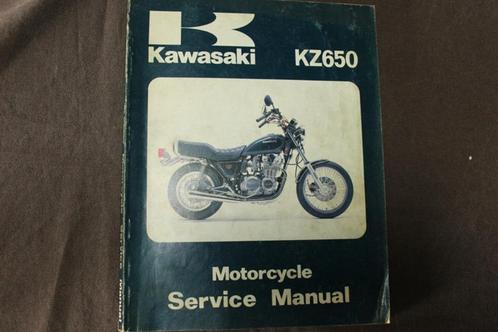 Kawasaki KZ650
Motorcycle
Service Manual